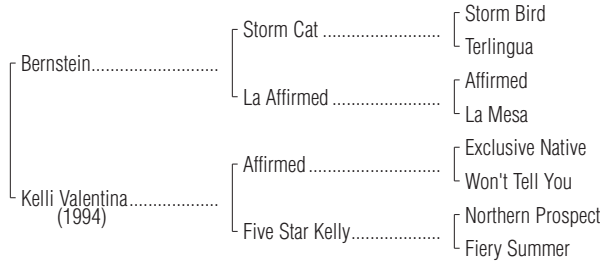 Storm Bird
Storm Cat ..............................
Terlingua
Bernstein................................
Affirmed
La Affirmed ...........................
La Mesa
Exclusive Native
Affirmed .................................
Won't Tell You
Kelli Valentina......................
(1994)
Northern Prospect
Five Star Kelly......................
Fiery Summer